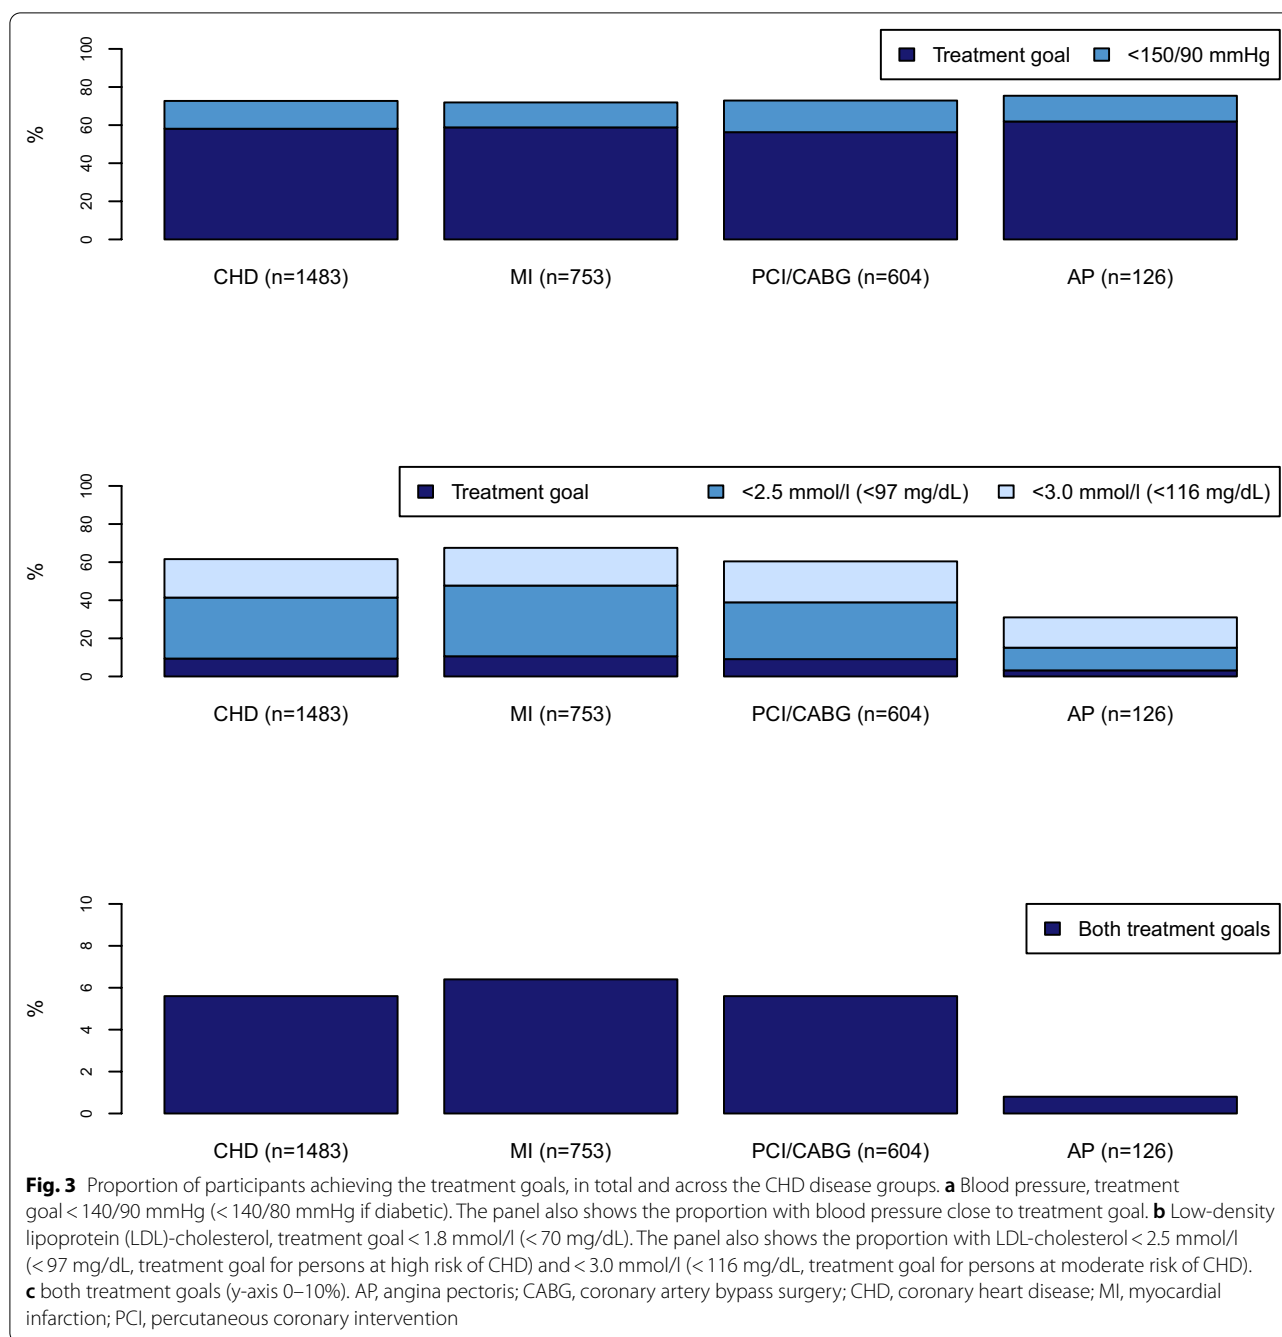 Treatment goal <150/90 mmHg
100
80
60
40
20
0
%
CHD (n=1483) MI (n=753) PCI/CABG (n=604) AP (n=126)
Treatment goal <2.5 mmol/l (<97 mg/dL) <3.0 mmol/l (<116 mg/dL)
100
80
60
40
20
0
%
CHD (n=1483) MI (n=753) PCI/CABG (n=604) AP (n=126)
Both treatment goals
10
8
6
4
2
0
%
CHD (n=1483) MI (n=753) PCI/CABG (n=604) AP (n=126)
Fig. 3 Proportion of participants achieving the treatment goals, in total and across the CHD disease groups. a Blood pressure, treatment
goal < 140/90 mmHg (< 140/80 mmHg if diabetic). The panel also shows the proportion with blood pressure close to treatment goal. b Low-density
lipoprotein (LDL)-cholesterol, treatment goal < 1.8 mmol/l (< 70 mg/dL). The panel also shows the proportion with LDL-cholesterol < 2.5 mmol/l
(< 97 mg/dL, treatment goal for persons at high risk of CHD) and < 3.0 mmol/l (< 116 mg/dL, treatment goal for persons at moderate risk of CHD).
c both treatment goals (y-axis 0–10%). AP, angina pectoris; CABG, coronary artery bypass surgery; CHD, coronary heart disease; MI, myocardial
infarction; PCI, percutaneous coronary intervention